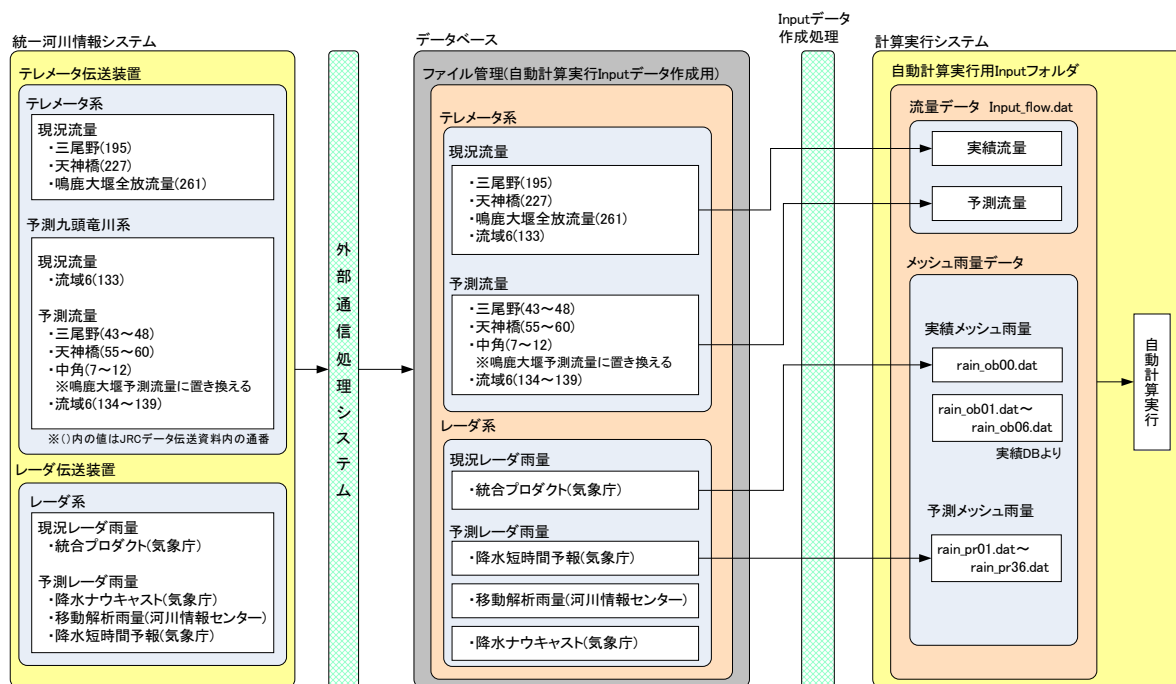 統一河川情報システム
テレメータ伝送装置
テレメータ系
現況流量
・三尾野(195)
・天神橋(227)
・鳴鹿大堰全放流量(261)
予測九頭竜川系
現況流量
・流域6(133)
予測流量
・三尾野(43～48)
・天神橋(55～60)
・中角(7～12)
※鳴鹿大堰予測流量に置き換える
・流域6(134～139)
※()内の値はJRCデータ伝送資料内の通番
レーダ伝送装置
レーダ系
現況レーダ雨量
・統合プロダクト(気象庁)
予測レーダ雨量
・降水ナウキャスト(気象庁)
・移動解析雨量(河川情報センター)
・降水短時間予報(気象庁)
外部通信処理システム
データベース
ファイル管理(自動計算実行Inputデータ作成用)
テレメータ系
現況流量
・三尾野(195)
・天神橋(227)
・鳴鹿大堰全放流量(261)
・流域6(133)
予測流量
・三尾野(43～48)
・天神橋(55～60)
・中角(7～12)
※鳴鹿大堰予測流量に置き換える
・流域6(134～139)
レーダ系
現況レーダ雨量
・統合プロダクト(気象庁)
予測レーダ雨量
・降水短時間予報(気象庁)
・移動解析雨量(河川情報センター)
・降水ナウキャスト(気象庁)
Inputデータ
作成処理
計算実行システム
自動計算実行用Inputフォルダ
流量データ Input_flow.dat
実績流量
予測流量
メッシュ雨量データ
実績メッシュ雨量
rain_ob00.dat
rain_ob01.dat～
rain_ob06.dat
実績DBより
予測メッシュ雨量
rain_pr01.dat～
rain_pr36.dat
自動計算実行